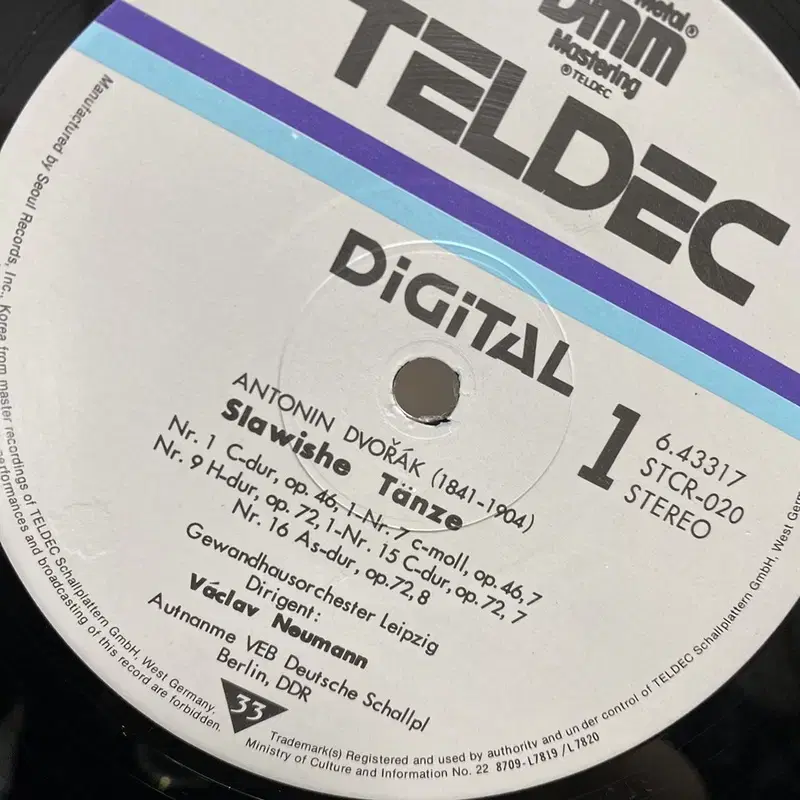 Metal®
DMM
Mastering
® TELDEC
TELDEC
DiGiTAL
1
6.43317
STCR-020
STEREO
ANTONIN DVOŘÁK (1841-1904)
Slawishe Tänze
Nr. 1 C-dur, op. 46, 1-Nr. 7 c-moll, op. 46,7
Nr. 9 H-dur, op. 72, 1-Nr. 15 C-dur, op. 72, 7
Nr. 16 As-dur, op.72, 8
Gewandhausorchester Leipzig
Dirigent:
Václav Neumann
Autnanme VEB Deutsche Schallpl
Berlin, DDR
33
Manufactured by Seoul Records, Inc., Korea from master recordings of TELDEC Schallplatten GmbH, West Germany,
performances and broadcasting of this record are forbidden.
Trademark(s) Registered and used by authority and under control of TELDEC Schallplattern GmbH, West Germ
Ministry of Culture and Information No. 22 8709-L7819 / L7820